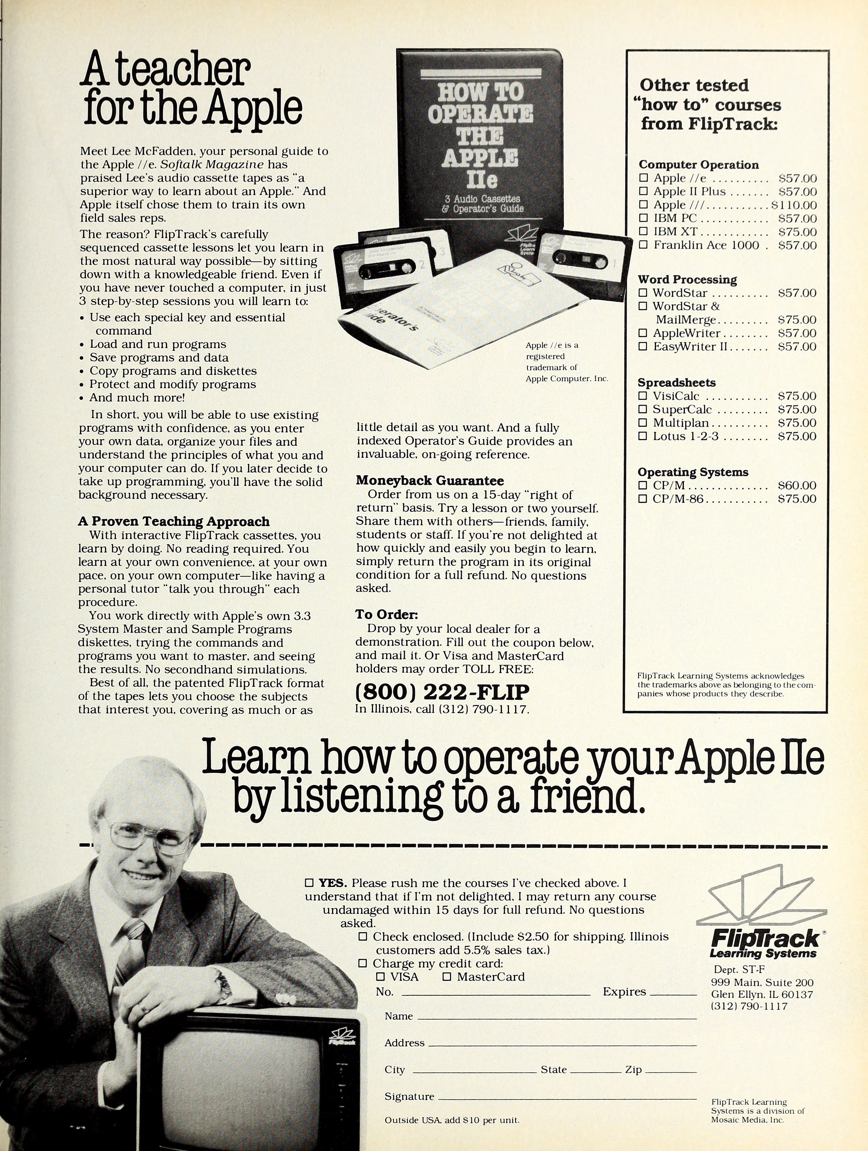 A teacher
for the Apple
Meet Lee McFadden, your personal guide to
the Apple //e. Softalk Magazine has
praised Lee's audio cassette tapes as "a
superior way to learn about an Apple." And
Apple itself chose them to train its own
field sales reps.
The reason? FlipTrack's carefully
sequenced cassette lessons let you learn in
the most natural way possible—by sitting
down with a knowledgeable friend. Even if
you have never touched a computer, in just
3 step-by-step sessions you will learn to:
• Use each special key and essential
command
• Load and run programs
• Save programs and data
• Copy programs and diskettes
• Protect and modify programs
• And much more!
In short, you will be able to use existing
programs with confidence, as you enter
your own data, organize your files and
understand the principles of what you and
your computer can do. If you later decide to
take up programming, you'll have the solid
background necessary.
A Proven Teaching Approach
With interactive FlipTrack cassettes, you
learn by doing. No reading required. You
learn at your own convenience, at your own
pace, on your own computer—like having a
personal tutor "talk you through" each
procedure.
You work directly with Apple's own 3.3
System Master and Sample Programs
diskettes, trying the commands and
programs you want to master, and seeing
the results. No secondhand simulations.
Best of all, the patented FlipTrack format
of the tapes lets you choose the subjects
that interest you, covering as much or as
HOW TO
OPERATE
THE
APPLE
IIe
3 Audio Cassettes
& Operator's Guide
Apple //e is a
registered
trademark of
Apple Computer, Inc.
little detail as you want. And a fully
indexed Operator's Guide provides an
invaluable, on-going reference.
Moneyback Guarantee
Order from us on a 15-day "right of
return" basis. Try a lesson or two yourself.
Share them with others—friends, family,
students or staff. If you're not delighted at
how quickly and easily you begin to learn,
simply return the program in its original
condition for a full refund. No questions
asked.
To Order:
Drop by your local dealer for a
demonstration. Fill out the coupon below,
and mail it. Or Visa and MasterCard
holders may order TOLL FREE:
(800) 222-FLIP
In Illinois, call (312) 790-1117.
Other tested
"how to" courses
from FlipTrack:
Computer Operation
☐ Apple //e .......... $57.00
☐ Apple II Plus ....... $57.00
☐ Apple ///........... $110.00
☐ IBM PC ............ $57.00
☐ IBM XT............. $57.00
☐ Franklin Ace 1000 . $57.00
Word Processing
☐ WordStar .......... $57.00
☐ WordStar &
MailMerge......... $75.00
☐ AppleWriter........ $57.00
☐ EasyWriter II....... $57.00
Spreadsheets
☐ VisiCalc ........... $75.00
☐ SuperCalc ......... $75.00
☐ Multiplan.......... $75.00
☐ Lotus 1-2-3 ........ $75.00
Operating Systems
☐ CP/M.............. $60.00
☐ CP/M-86........... $75.00
FlipTrack Learning Systems acknowledges
the trademarks above as belonging to the com-
panies whose products they describe.
Learn how to operate your Apple IIe
by listening to a friend.
☐ YES. Please rush me the courses I've checked above. I
understand that if I'm not delighted, I may return any course
undamaged within 15 days for full refund. No questions
asked.
☐ Check enclosed. (Include $2.50 for shipping. Illinois
customers add 5.5% sales tax.)
☐ Charge my credit card:
☐ VISA ☐ MasterCard
No. Expires
Name
Address
City State Zip
Signature
Outside USA, add $10 per unit.
FlipTrack
FlipTrack®
Learning Systems
Dept. ST-F
999 Main, Suite 200
Glen Ellyn, IL 60137
(312) 790-1117
FlipTrack Learning
Systems is a division of
Mosaic Media, Inc.